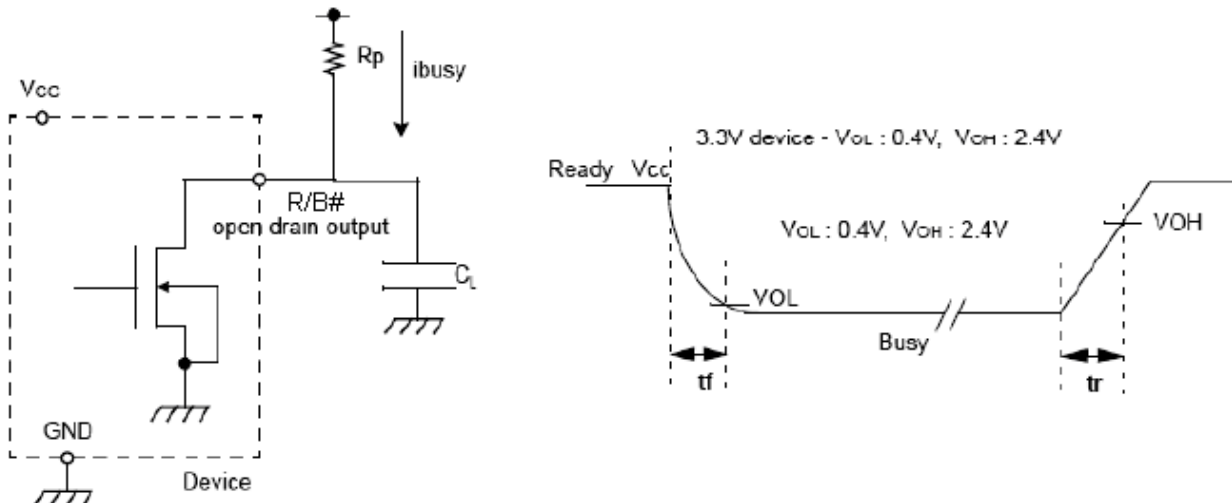 Rp
ibusy
Vcc
R/B#
open drain output
CL
GND
Device
3.3V device - VOL : 0.4V, VOH : 2.4V
Ready Vcc
VOL : 0.4V, VOH : 2.4V
VOH
VOL
Busy
tf
tr